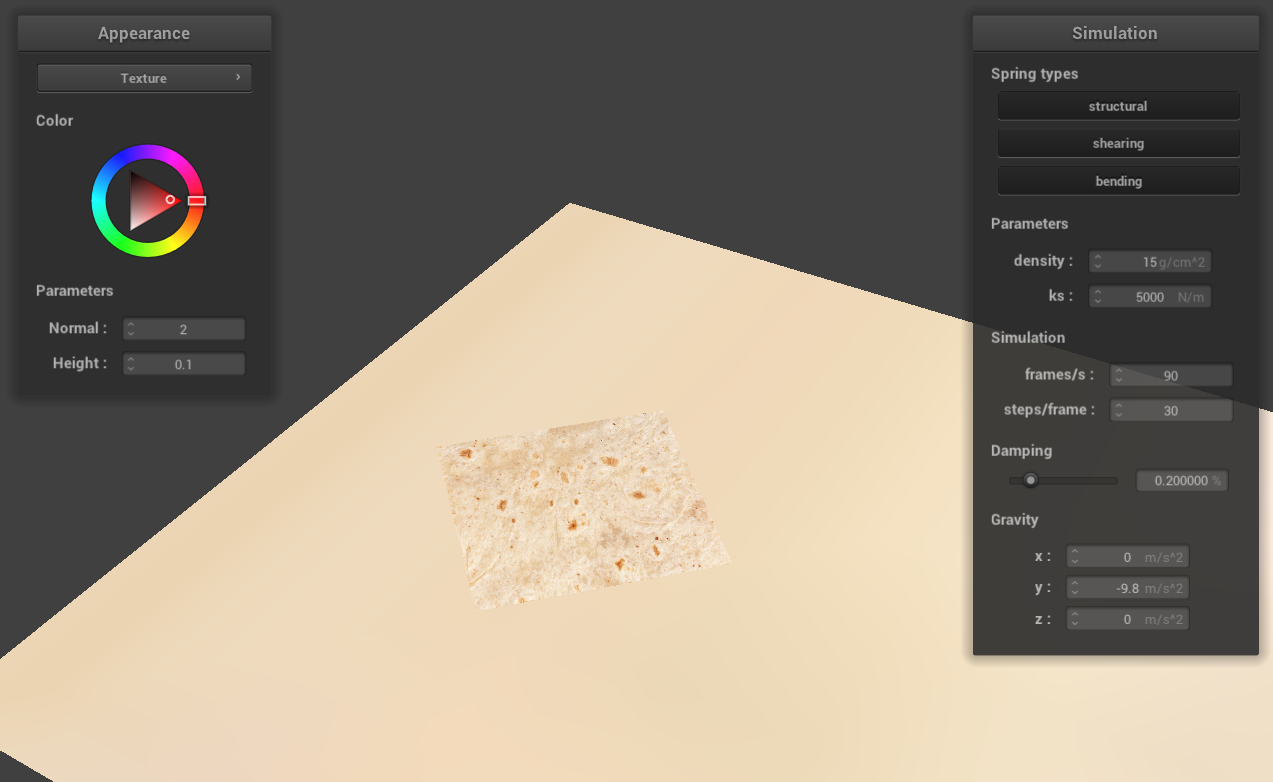 Appearance
Texture ›
Color
Parameters
Normal : 2
Height : 0.1
Simulation
Spring types
structural
shearing
bending
Parameters
density : 15 g/cm^2
ks : 5000 N/m
Simulation
frames/s : 90
steps/frame : 30
Damping
0.200000 %
Gravity
x : 0 m/s^2
y : -9.8 m/s^2
z : 0 m/s^2